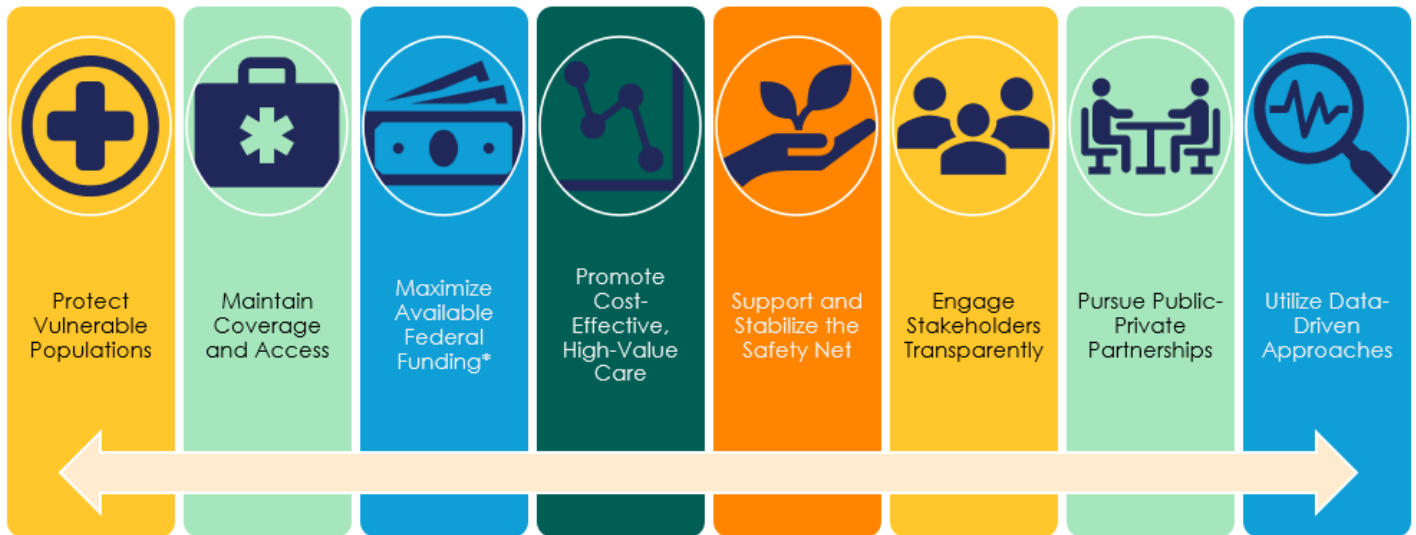 Protect
Vulnerable
Populations
Maintain
Coverage
and Access
Maximize
Available
Federal
Funding*
Promote
Cost-
Effective,
High-Value
Care
Support and
Stabilize the
Safety Net
Engage
Stakeholders
Transparently
Pursue Public-
Private
Partnerships
Utilize Data-
Driven
Approaches